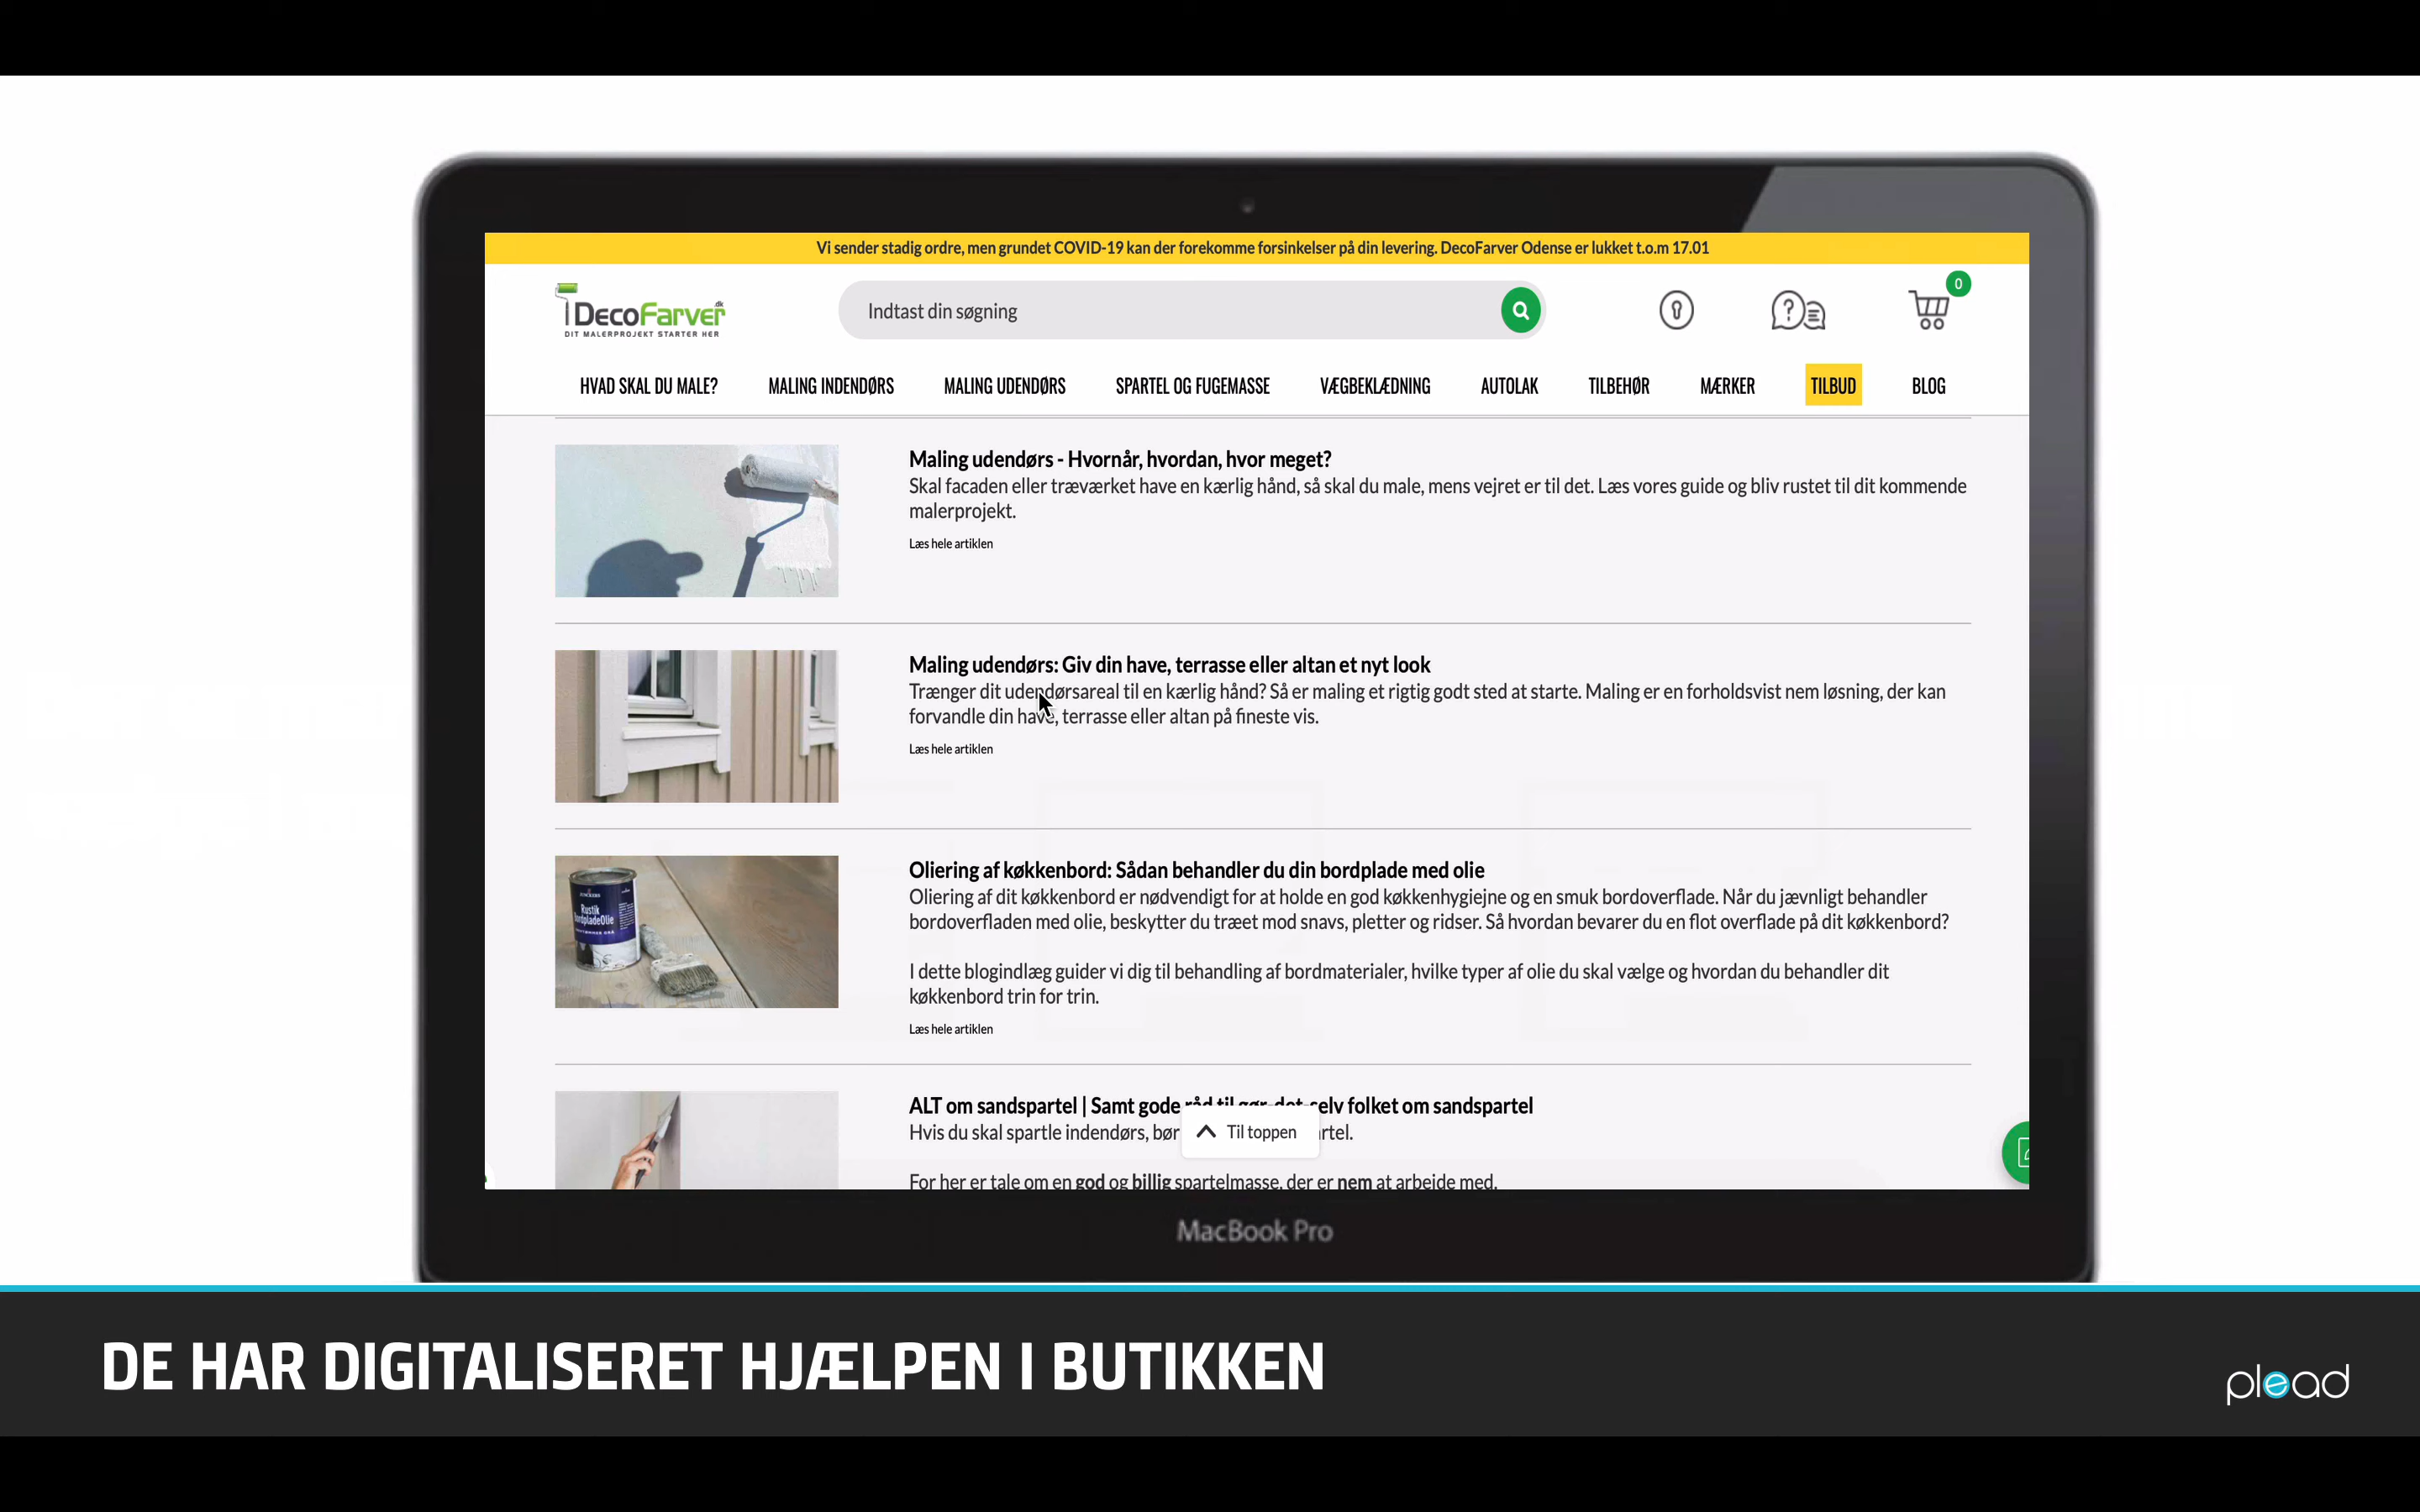 Vi sender stadig ordre, men grundet COVID-19 kan der forekomme forsinkelser på din levering. DecoFarver Odense er lukket t.o.m 17.01
DecoFarver.dk
DIT MALERPROJEKT STARTER HER
Indtast din søgning
0
HVAD SKAL DU MALE? MALING INDENDØRS MALING UDENDØRS SPARTEL OG FUGEMASSE VÆGBEKLÆDNING AUTOLAK TILBEHØR MÆRKER TILBUD BLOG
Maling udendørs - Hvornår, hvordan, hvor meget?
Skal facaden eller træværket have en kærlig hånd, så skal du male, mens vejret er til det. Læs vores guide og bliv rustet til dit kommende
malerprojekt.
Læs hele artiklen
Maling udendørs: Giv din have, terrasse eller altan et nyt look
Trænger dit udendørsareal til en kærlig hånd? Så er maling et rigtig godt sted at starte. Maling er en forholdsvist nem løsning, der kan
forvandle din have, terrasse eller altan på fineste vis.
Læs hele artiklen
Rustik
BordpladeOlie
Oliering af køkkenbord: Sådan behandler du din bordplade med olie
Oliering af dit køkkenbord er nødvendigt for at holde en god køkkenhygiejne og en smuk bordoverflade. Når du jævnligt behandler
bordoverfladen med olie, beskytter du træet mod snavs, pletter og ridser. Så hvordan bevarer du en flot overflade på dit køkkenbord?
I dette blogindlæg guider vi dig til behandling af bordmaterialer, hvilke typer af olie du skal vælge og hvordan du behandler dit
køkkenbord trin for trin.
Læs hele artiklen
ALT om sandspartel | Samt gode råd til gør-det-selv folket om sandspartel
Hvis du skal spartle indendørs, bør
Til toppen
For her er tale om en god og billig spartelmasse, der er nem at arbejde med.
MacBook Pro
DE HAR DIGITALISERET HJÆLPEN I BUTIKKEN
plead